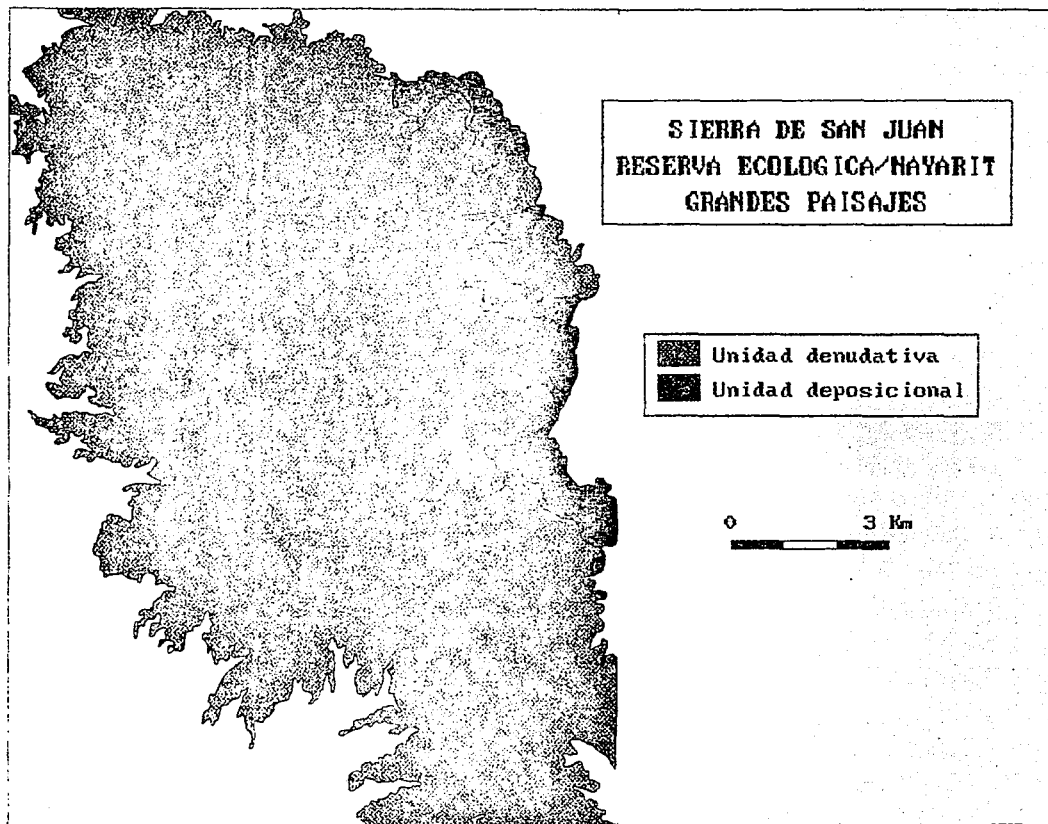 SIERRA DE SAN JUAN
RESERVA ECOLOGICA/NAYARIT
GRANDES PAISAJES
Unidad denudativa
Unidad deposicional
0 3 Km